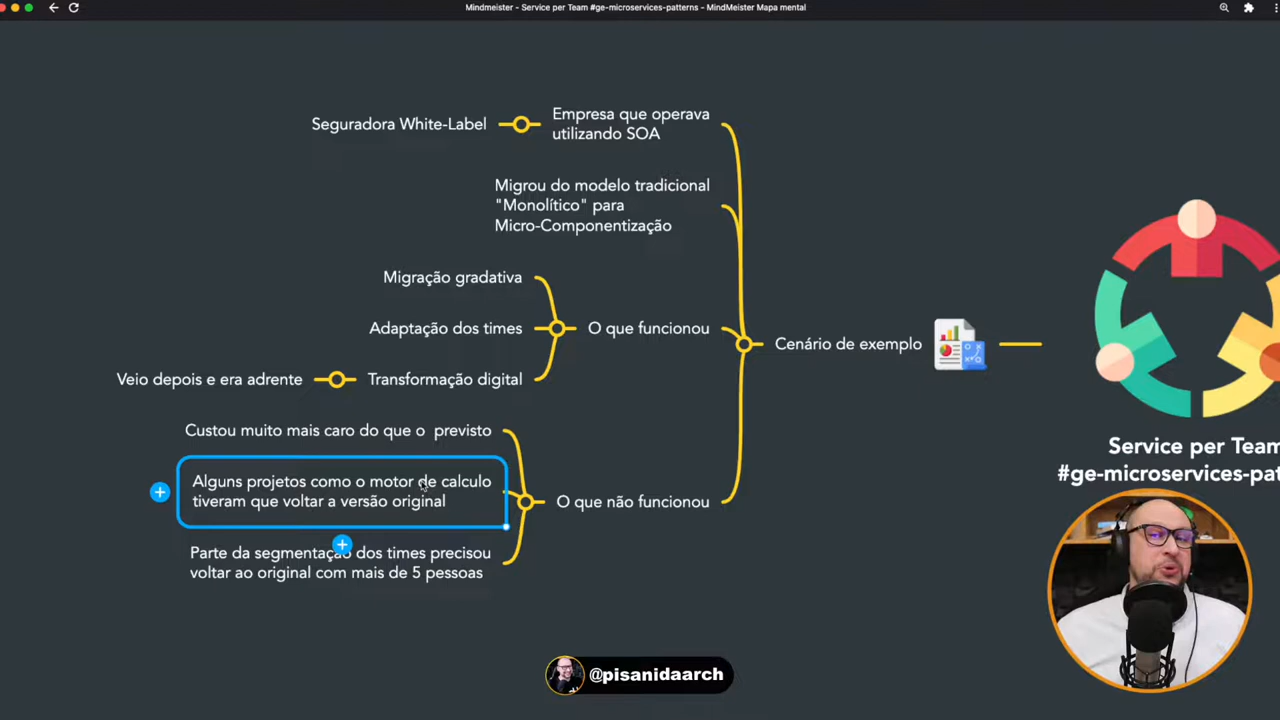 Mindmeister - Service per Team #ge-microservices-patterns - MindMeister Mapa mental
Seguradora White-Label
Empresa que operava
utilizando SOA
Migrou do modelo tradicional
"Monolítico" para
Micro-Componentização
Migração gradativa
Adaptação dos times
O que funcionou
Cenário de exemplo
Veio depois e era adrente
Transformação digital
Custou muito mais caro do que o previsto
Alguns projetos como o motor de calculo
tiveram que voltar a versão original
O que não funcionou
Parte da segmentação dos times precisou
voltar ao original com mais de 5 pessoas
Service per Team
#ge-microservices-pat
@pisanidaarch